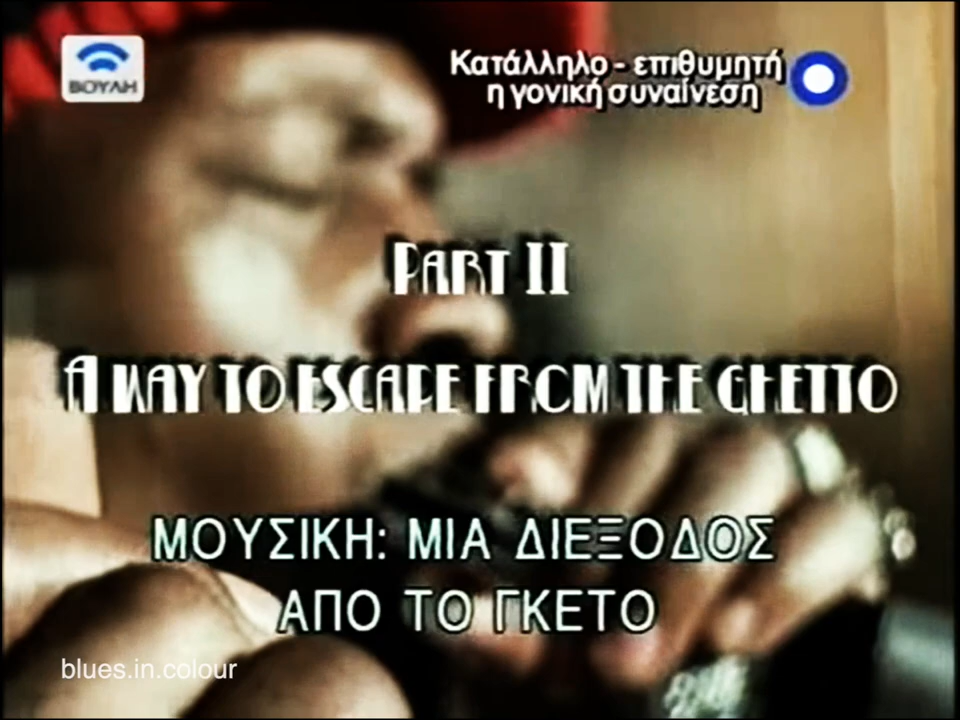 ΒΟΥΛΗ
Κατάλληλο - επιθυμητή
η γονική συναίνεση
PART II
A WAY TO ESCAPE FROM THE GHETTO
ΜΟΥΣΙΚΗ: ΜΙΑ ΔΙΕΞΟΔΟΣ
ΑΠΟ ΤΟ ΓΚΕΤΟ
blues.in.colour